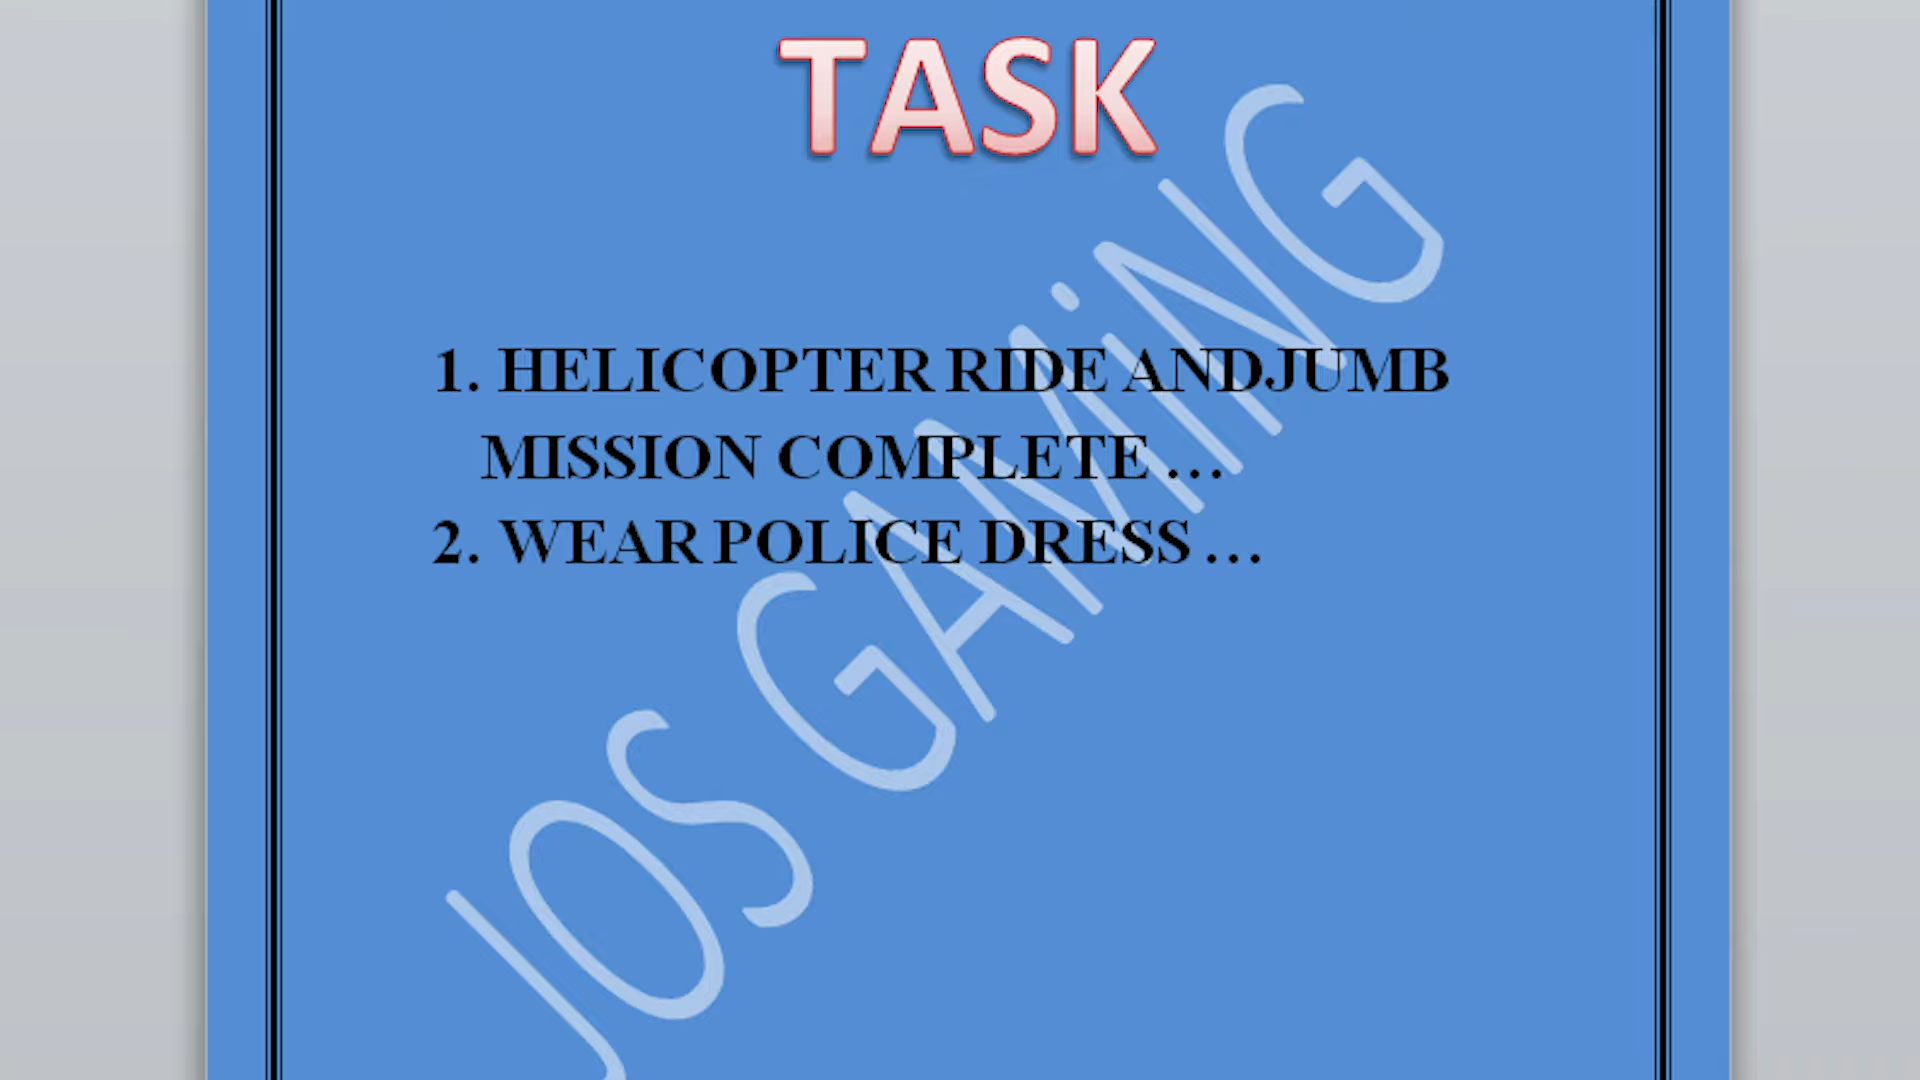 TASK
1. HELICOPTER RIDE ANDJUMB
MISSION COMPLETE ...
2. WEAR POLICE DRESS ...
JOS GAMiNG